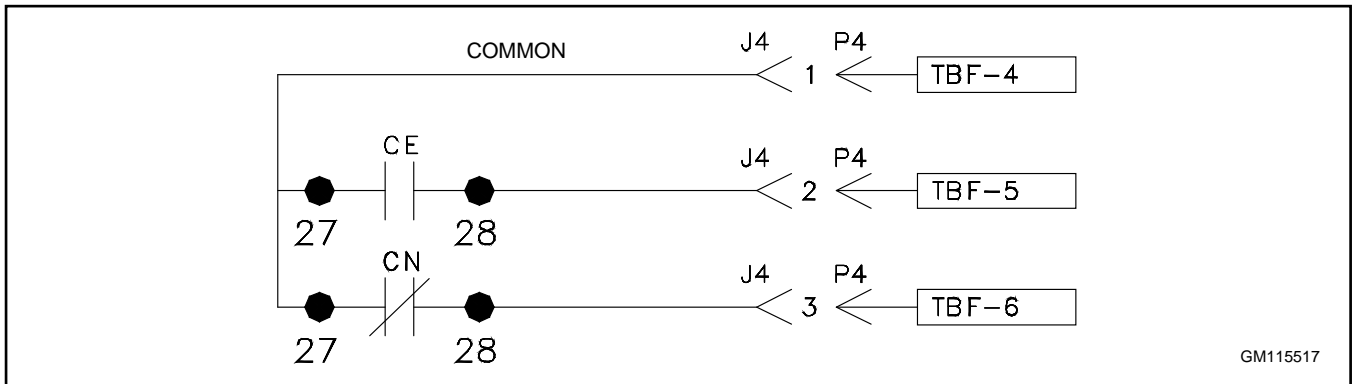 COMMON
J4 P4
1 TBF-4
CE
J4 P4
2 TBF-5
27 28
CN
J4 P4
3 TBF-6
27 28
GM115517